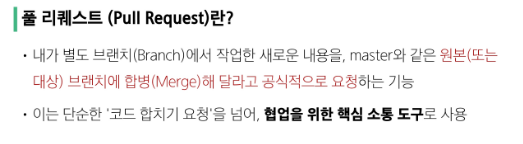 풀 리퀘스트 (Pull Request)란?
• 내가 별도 브랜치(Branch)에서 작업한 새로운 내용을, master와 같은 원본(또는
대상) 브랜치에 합병(Merge)해 달라고 공식적으로 요청하는 기능
• 이는 단순한 '코드 합치기 요청'을 넘어, 협업을 위한 핵심 소통 도구로 사용